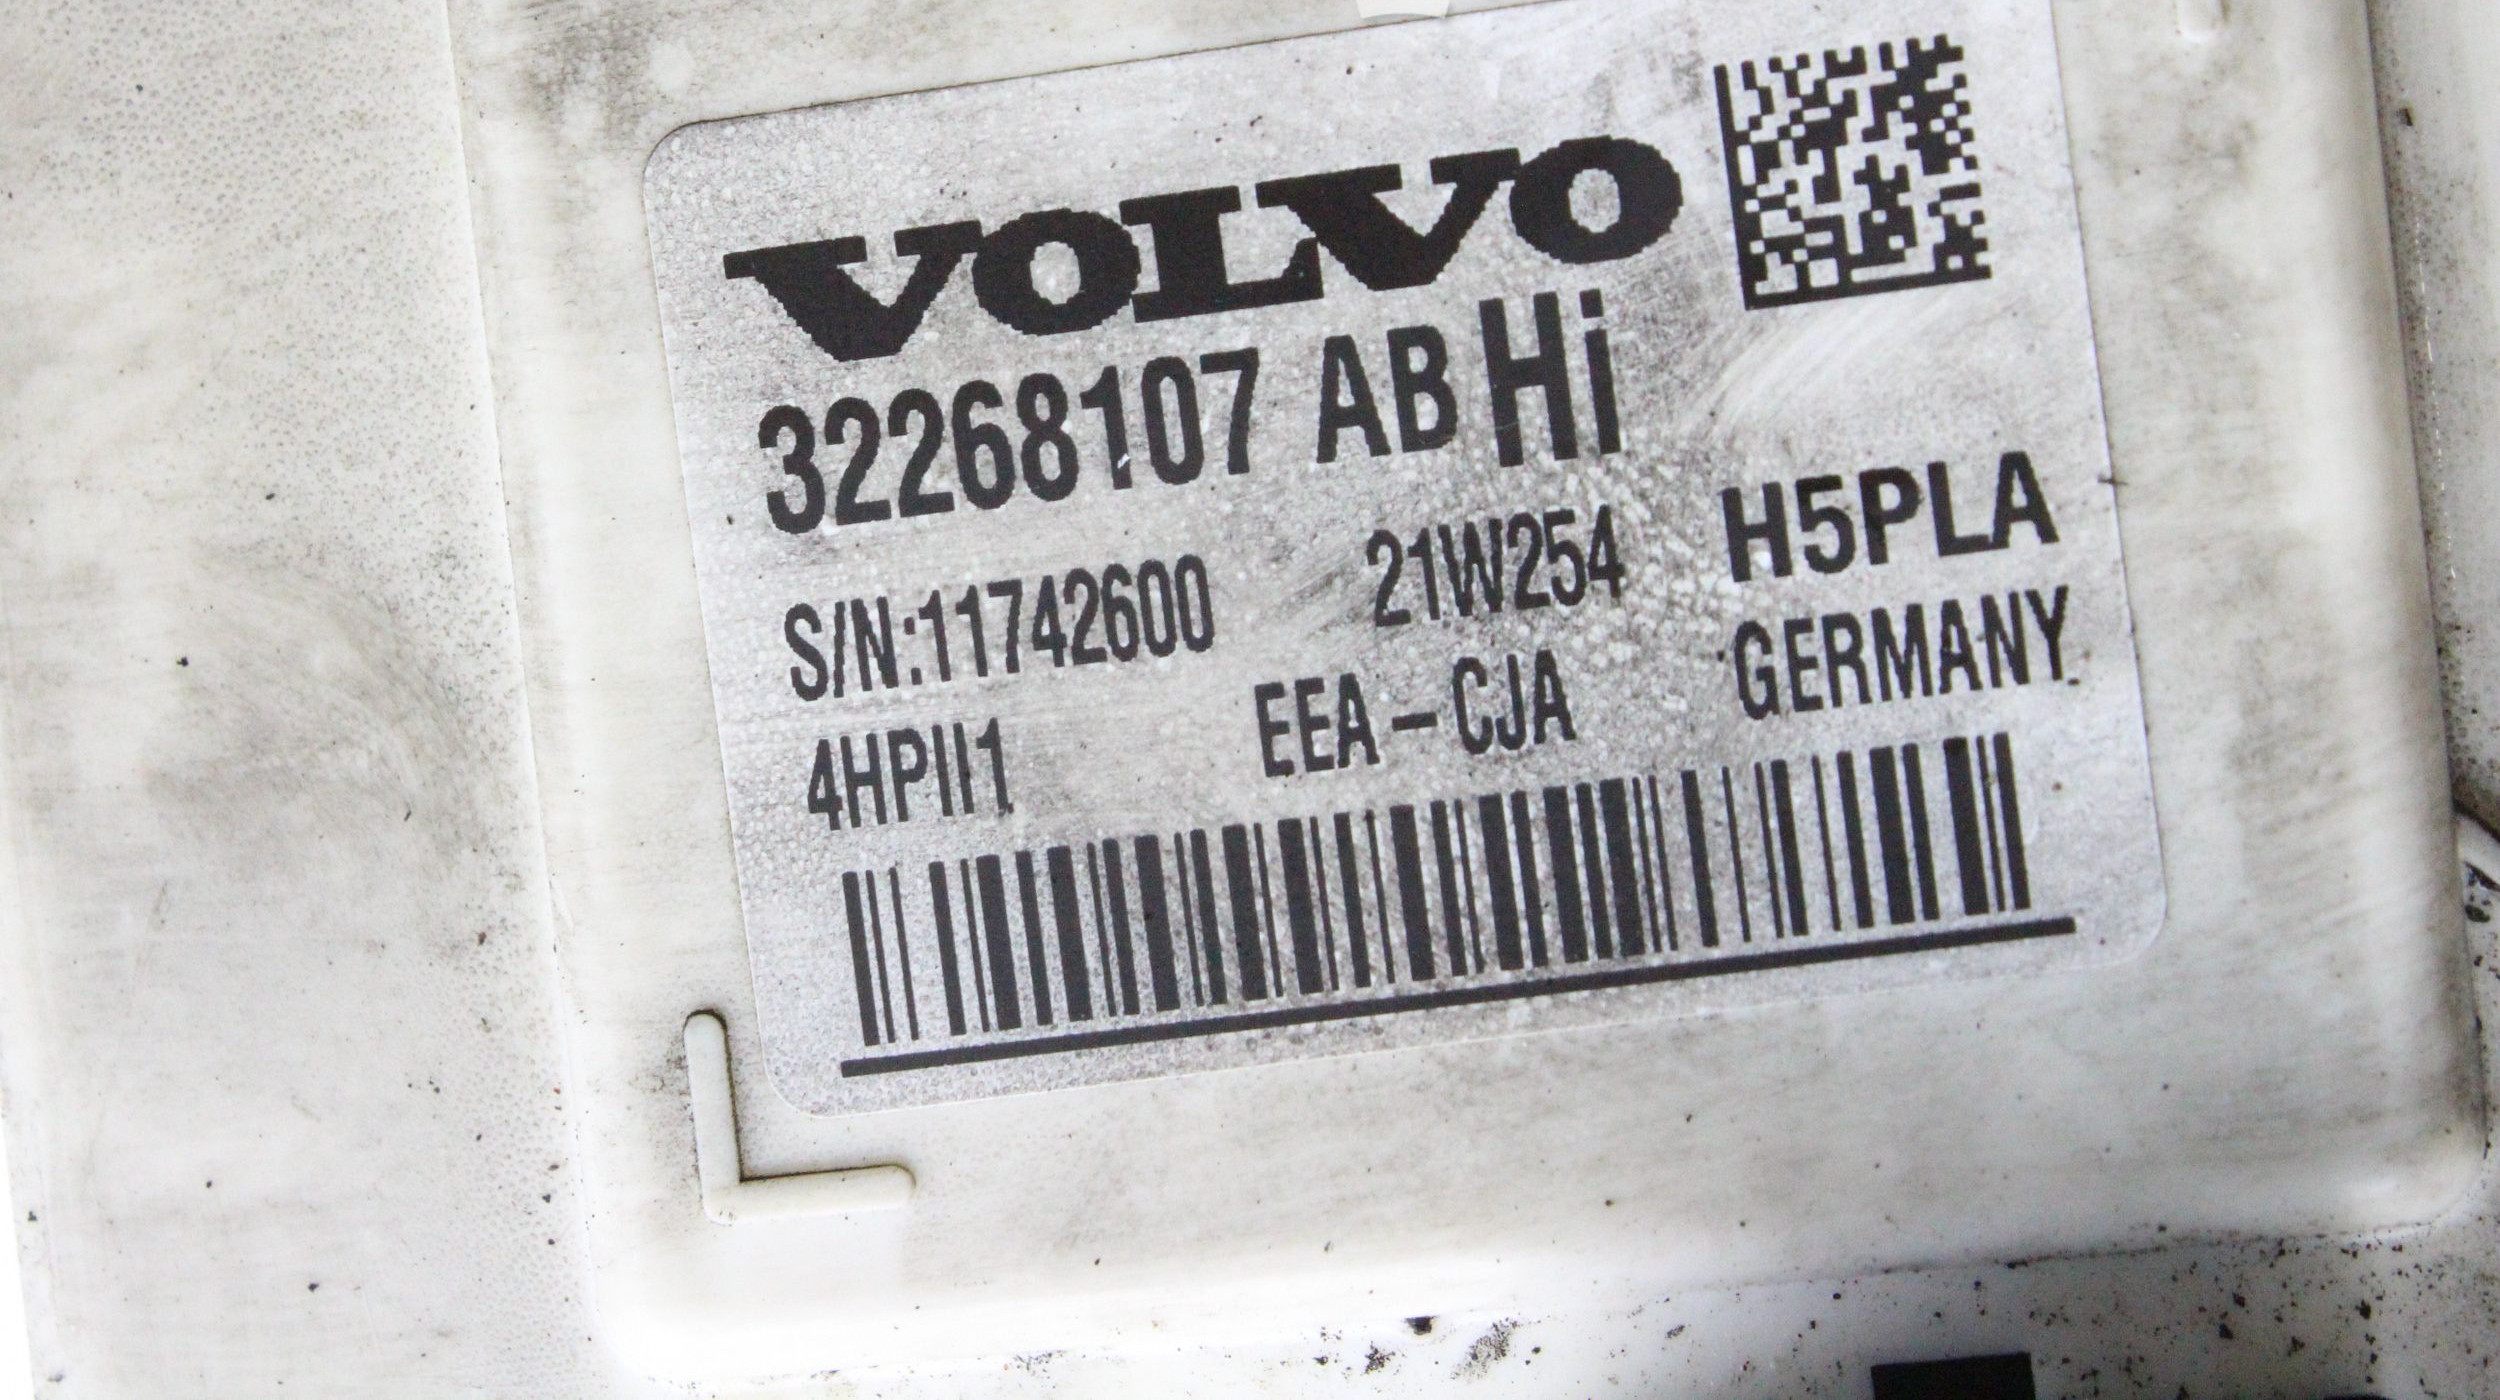 VOLVO
32268107 AB Hi
S/N:11742600 21W254 H5PLA
4HPII1 EEA-CJA GERMANY